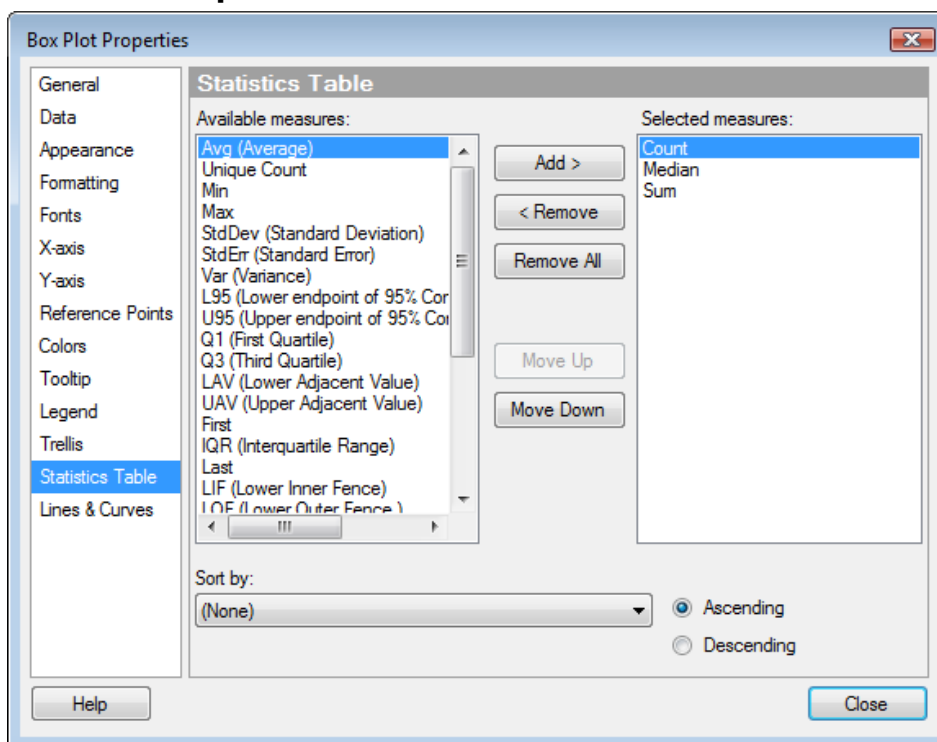 Box Plot Properties
General
Data
Appearance
Formatting
Fonts
X-axis
Y-axis
Reference Points
Colors
Tooltip
Legend
Trellis
Statistics Table
Lines & Curves
Statistics Table
Available measures:
Avg (Average)
Unique Count
Min
Max
StdDev (Standard Deviation)
StdErr (Standard Error)
Var (Variance)
L95 (Lower endpoint of 95% Cor
U95 (Upper endpoint of 95% Cor
Q1 (First Quartile)
Q3 (Third Quartile)
LAV (Lower Adjacent Value)
UAV (Upper Adjacent Value)
First
IQR (Interquartile Range)
Last
LIF (Lower Inner Fence)
LOF (Lower Outer Fence )
Add >
< Remove
Remove All
Move Up
Move Down
Selected measures:
Count
Median
Sum
Sort by:
(None)
Ascending
Descending
Help
Close